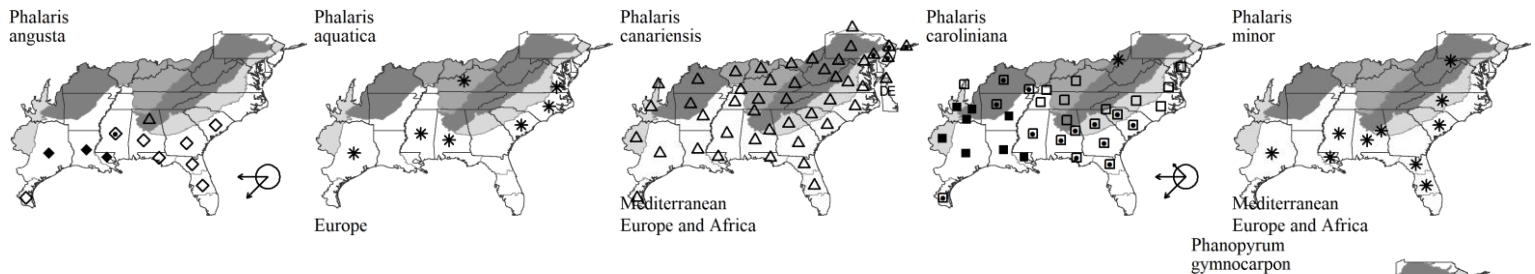 Phalaris
angusta
Phalaris
aquatica
Europe
Phalaris
canariensis
DE
Mediterranean
Europe and Africa
Phalaris
caroliniana
Phalaris
minor
Mediterranean
Europe and Africa
Phanopyrum
gymnocarpon